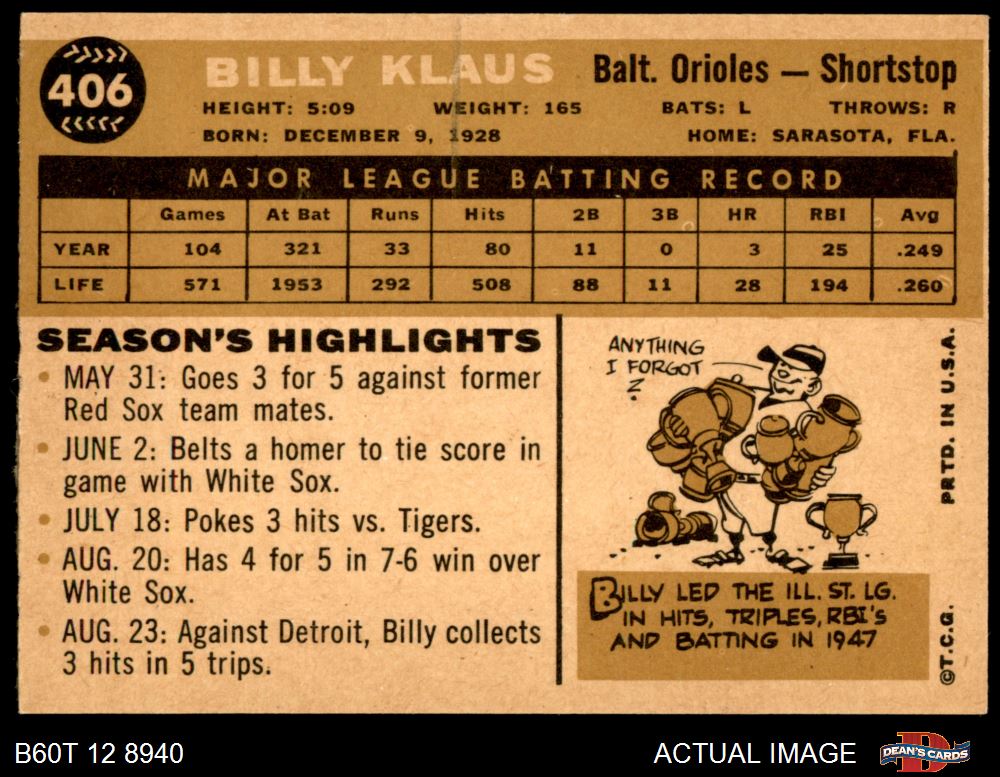 406
BILLY KLAUS Balt. Orioles — Shortstop
HEIGHT: 5:09 WEIGHT: 165 BATS: L THROWS: R
BORN: DECEMBER 9, 1928 HOME: SARASOTA, FLA.
MAJOR LEAGUE BATTING RECORD
Games At Bat Runs Hits 2B 3B HR RBI Avg
YEAR 104 321 33 80 11 0 3 25 .249
LIFE 571 1953 292 508 88 11 28 194 .260
SEASON'S HIGHLIGHTS
• MAY 31: Goes 3 for 5 against former
Red Sox team mates.
• JUNE 2: Belts a homer to tie score in
game with White Sox.
• JULY 18: Pokes 3 hits vs. Tigers.
• AUG. 20: Has 4 for 5 in 7-6 win over
White Sox.
• AUG. 23: Against Detroit, Billy collects
3 hits in 5 trips.
ANYTHING
I FORGOT
?
BILLY LED THE ILL. ST. LG.
IN HITS, TRIPLES, RBI'S
AND BATTING IN 1947
©T.C.G. PRTD. IN U.S.A.
B60T 12 8940 ACTUAL IMAGE DEAN'S CARDS